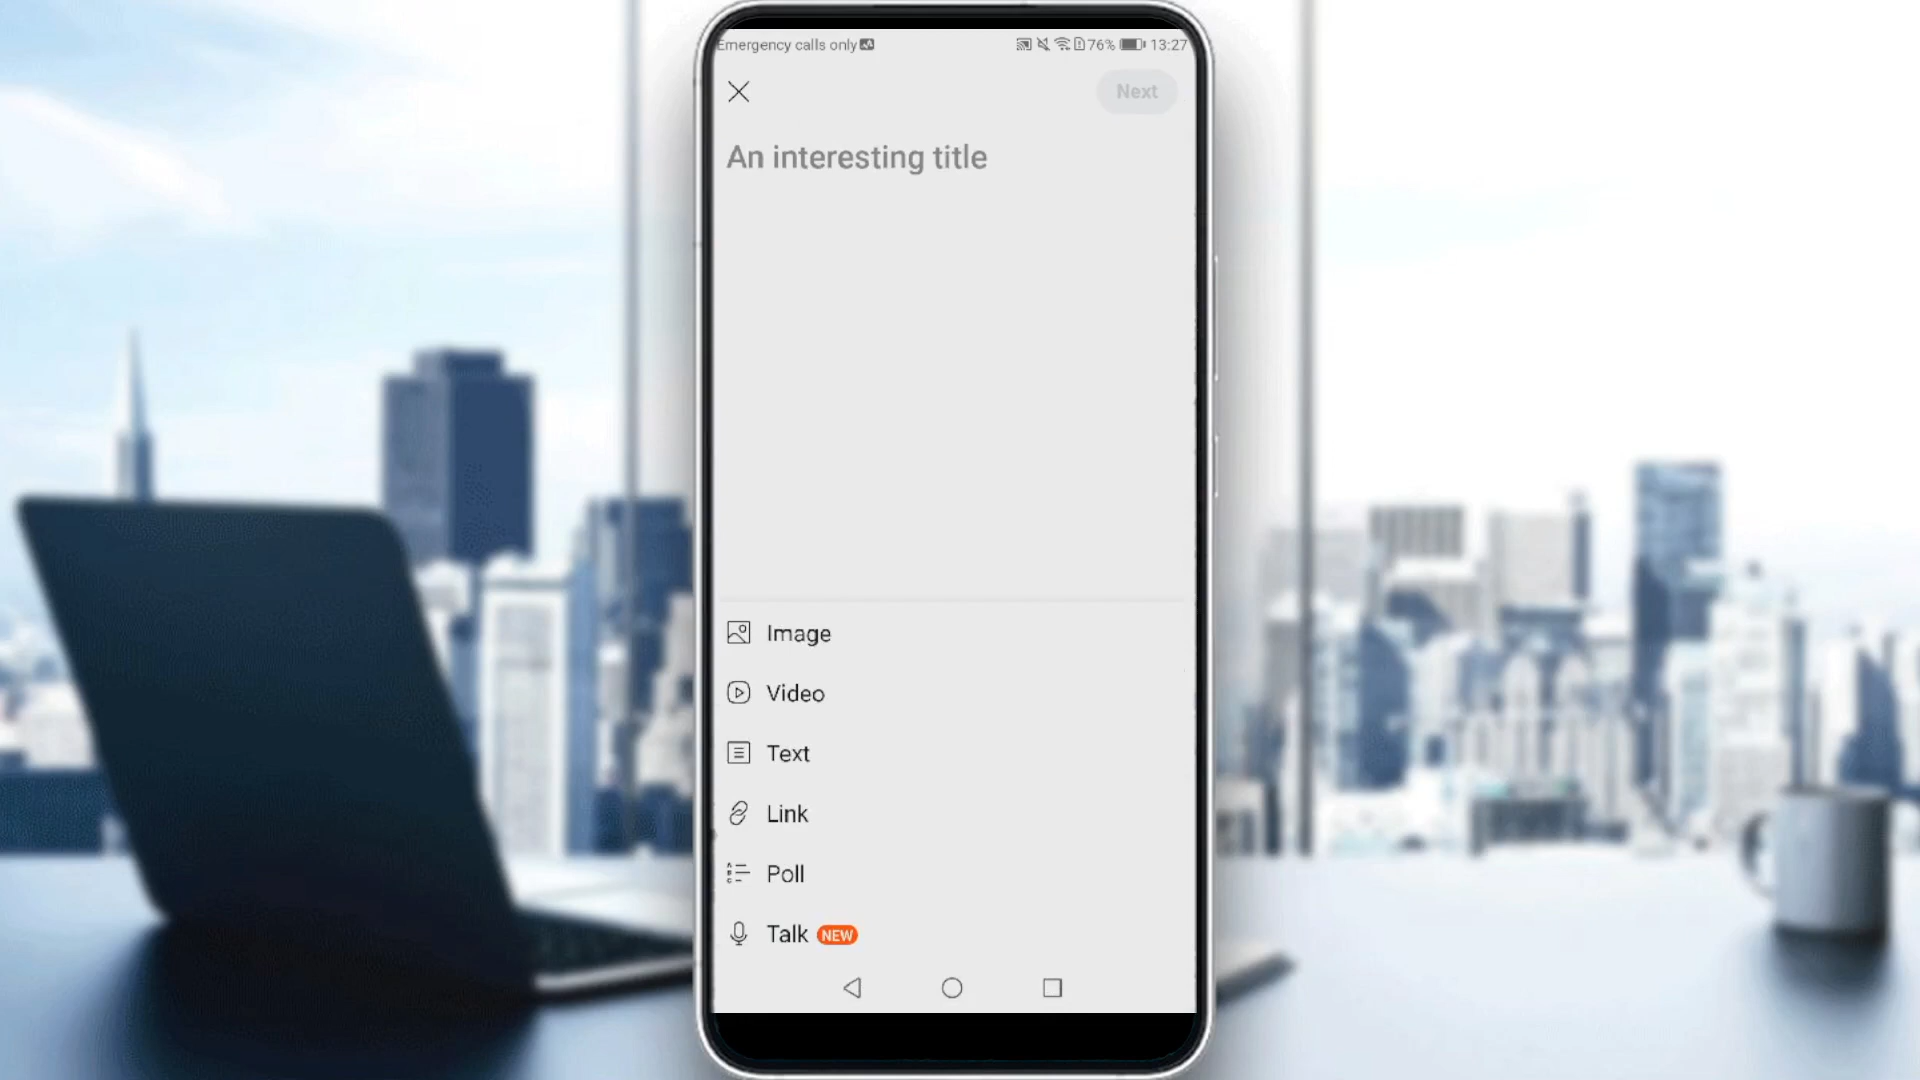 Emergency calls only 76% 13:27
Next
An interesting title
Image
Video
Text
Link
Poll
Talk NEW